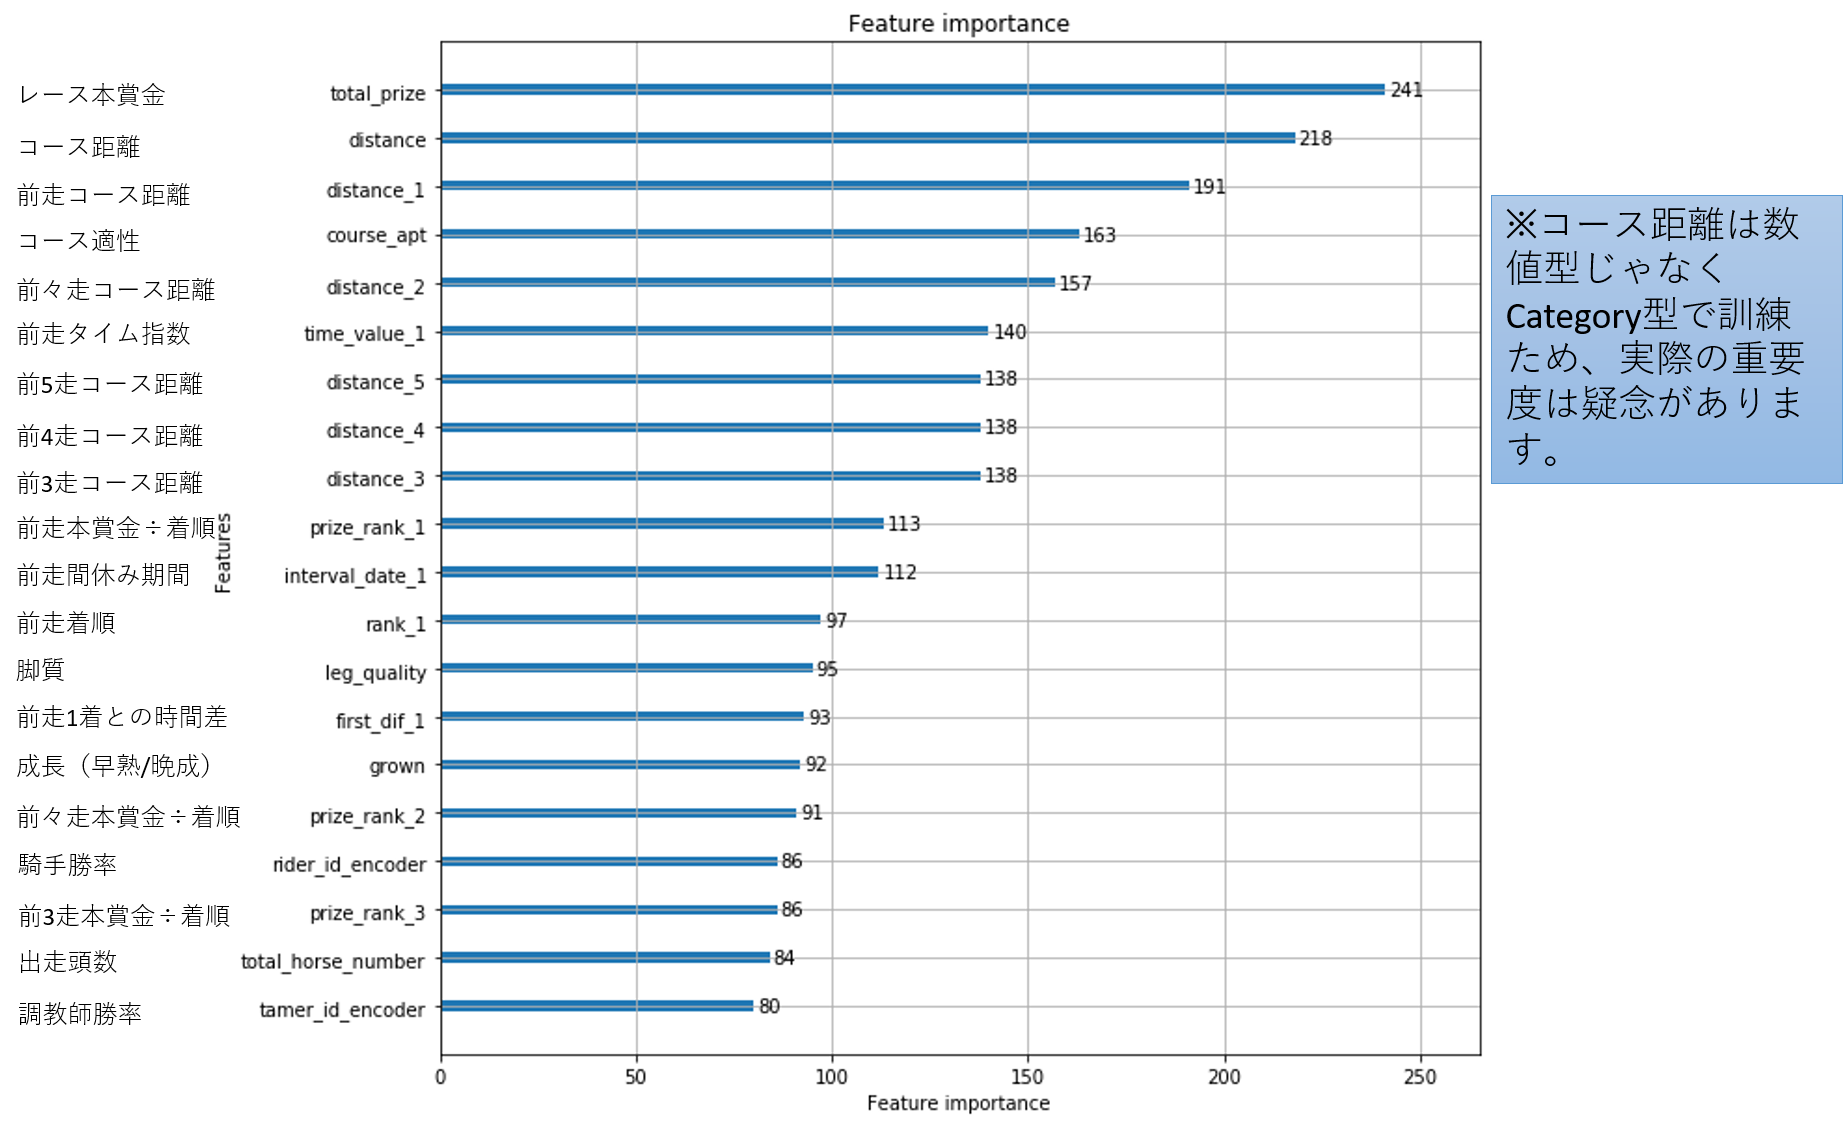 Feature importance
レース本賞金 total_prize 241
コース距離 distance 218
前走コース距離 distance_1 191
コース適性 course_apt 163
前々走コース距離 distance_2 157
前走タイム指数 time_value_1 140
前5走コース距離 distance_5 138
前4走コース距離 distance_4 138
前3走コース距離 distance_3 138
前走本賞金÷着順 prize_rank_1 113
前走間休み期間 interval_date_1 112
前走着順 rank_1 97
脚質 leg_quality 95
前走1着との時間差 first_dif_1 93
成長（早熟/晩成） grown 92
前々走本賞金÷着順 prize_rank_2 91
騎手勝率 rider_id_encoder 86
前3走本賞金÷着順 prize_rank_3 86
出走頭数 total_horse_number 84
調教師勝率 tamer_id_encoder 80
Features
0 50 100 150 200 250
Feature importance
※コース距離は数
値型じゃなく
Category型で訓練
ため、実際の重要
度は疑念がありま
す。